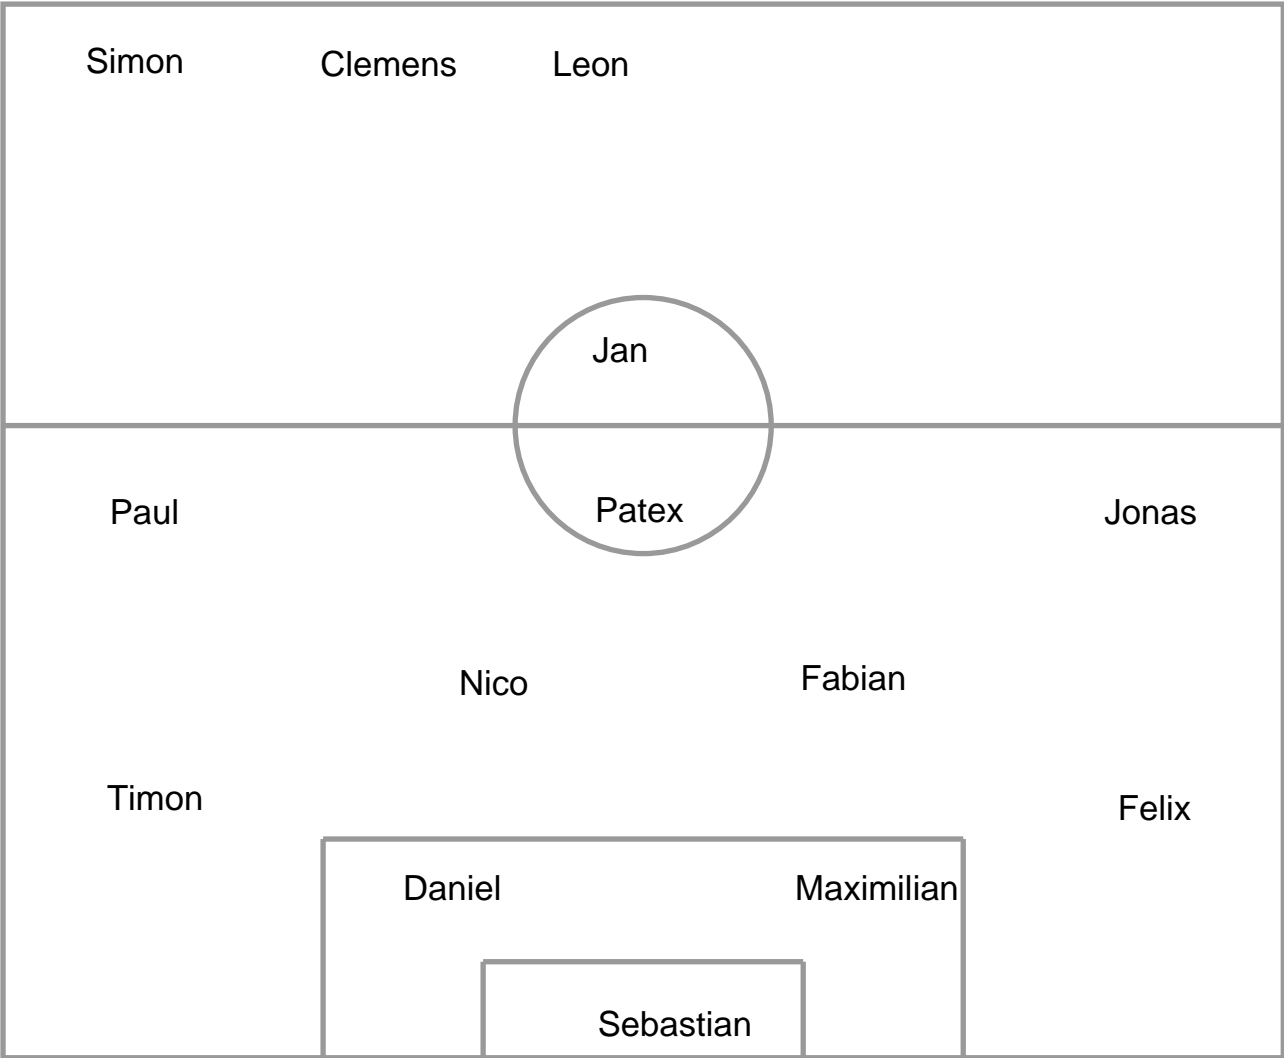 Simon Clemens Leon
Jan
Paul Patex Jonas
Nico Fabian
Timon Felix
Daniel Maximilian
Sebastian